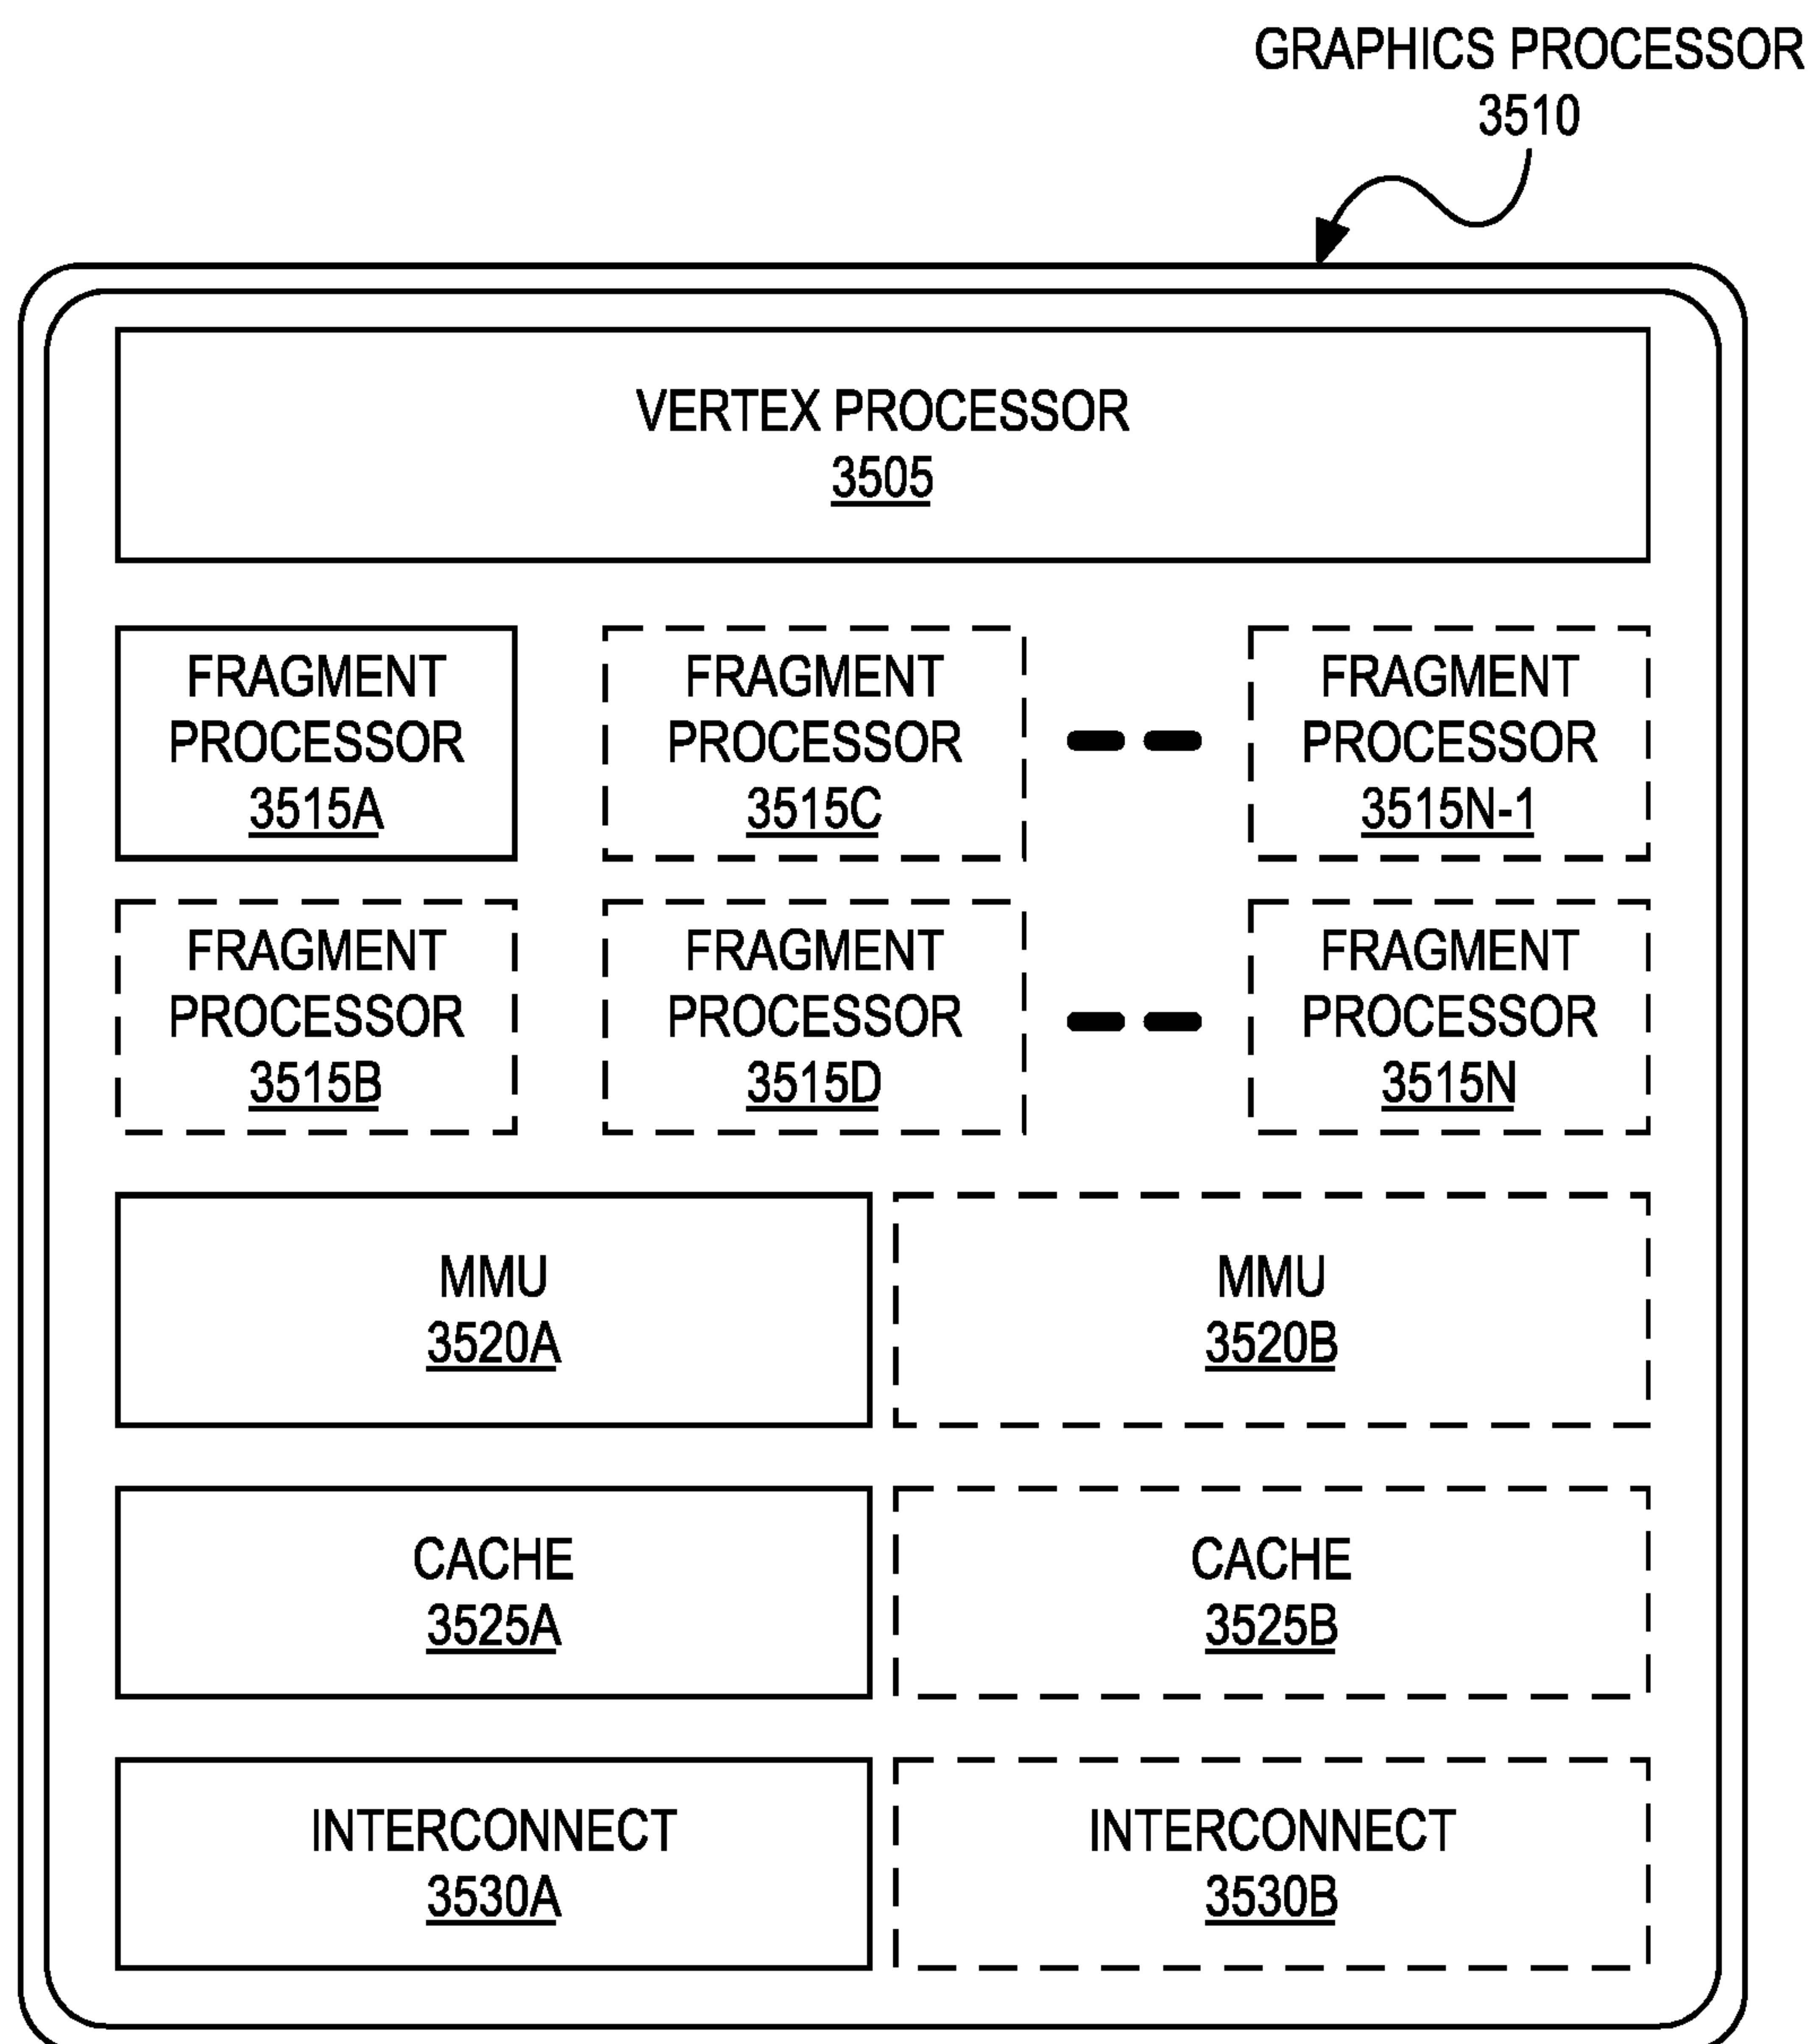 GRAPHICS PROCESSOR
3510
VERTEX PROCESSOR
3505
FRAGMENT
PROCESSOR
3515A
FRAGMENT
PROCESSOR
3515C
FRAGMENT
PROCESSOR
3515N-1
FRAGMENT
PROCESSOR
3515B
FRAGMENT
PROCESSOR
3515D
FRAGMENT
PROCESSOR
3515N
MMU
3520A
MMU
3520B
CACHE
3525A
CACHE
3525B
INTERCONNECT
3530A
INTERCONNECT
3530B